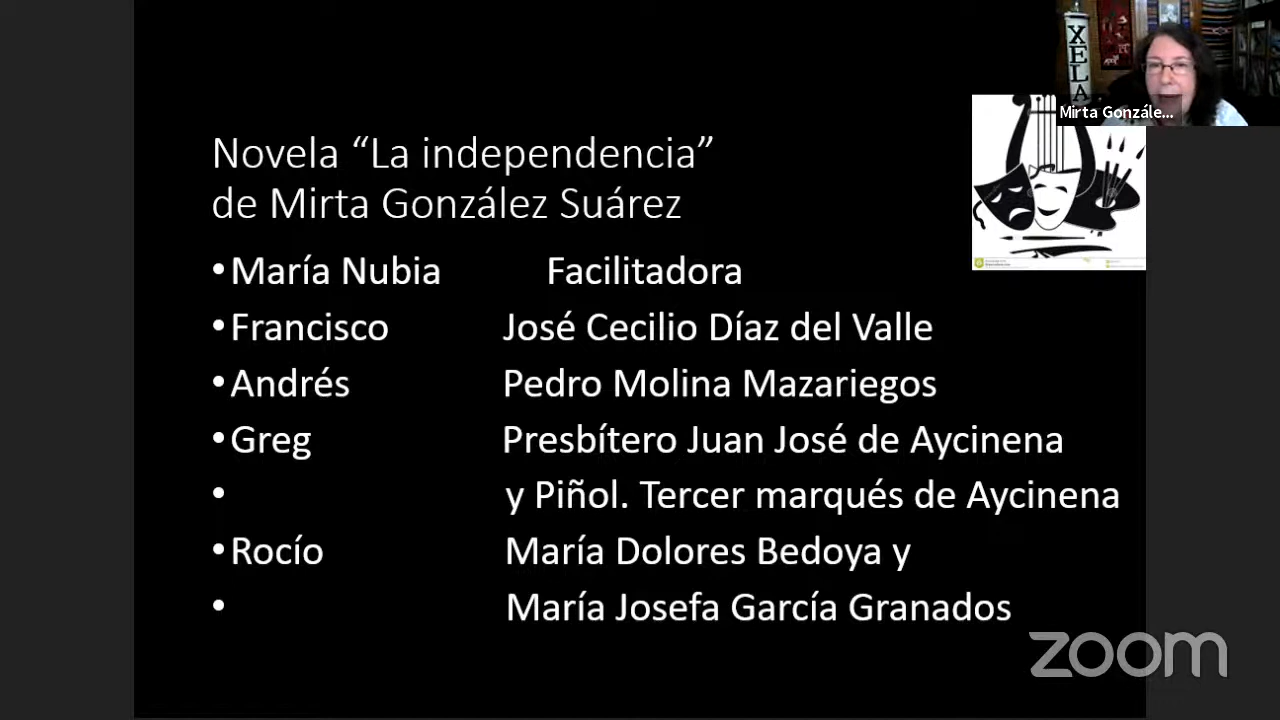 XELA
Mirta Gonzále...
Novela “La independencia”
de Mirta González Suárez
• María Nubia Facilitadora
• Francisco José Cecilio Díaz del Valle
• Andrés Pedro Molina Mazariegos
• Greg Presbítero Juan José de Aycinena
• y Piñol. Tercer marqués de Aycinena
• Rocío María Dolores Bedoya y
• María Josefa García Granados
zoom